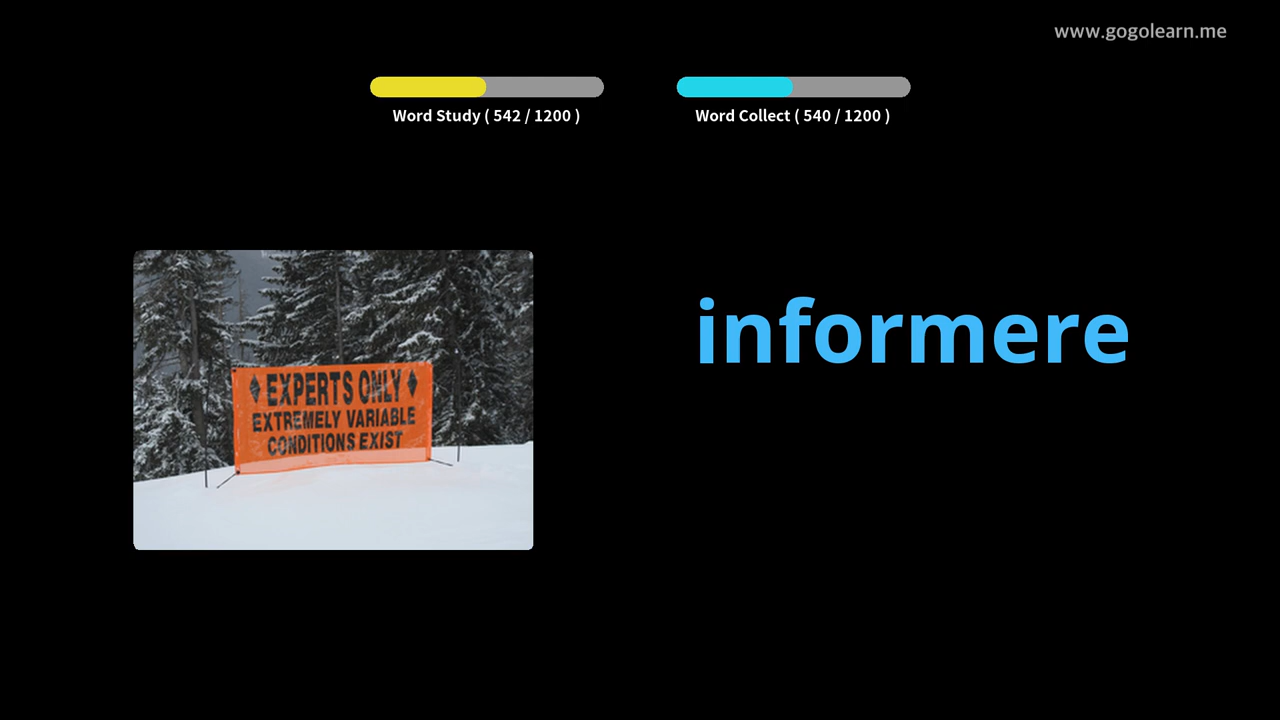 www.gogolearn.me
Word Study ( 542 / 1200 )
Word Collect ( 540 / 1200 )
EXPERTS ONLY
EXTREMELY VARIABLE
CONDITIONS EXIST
informere